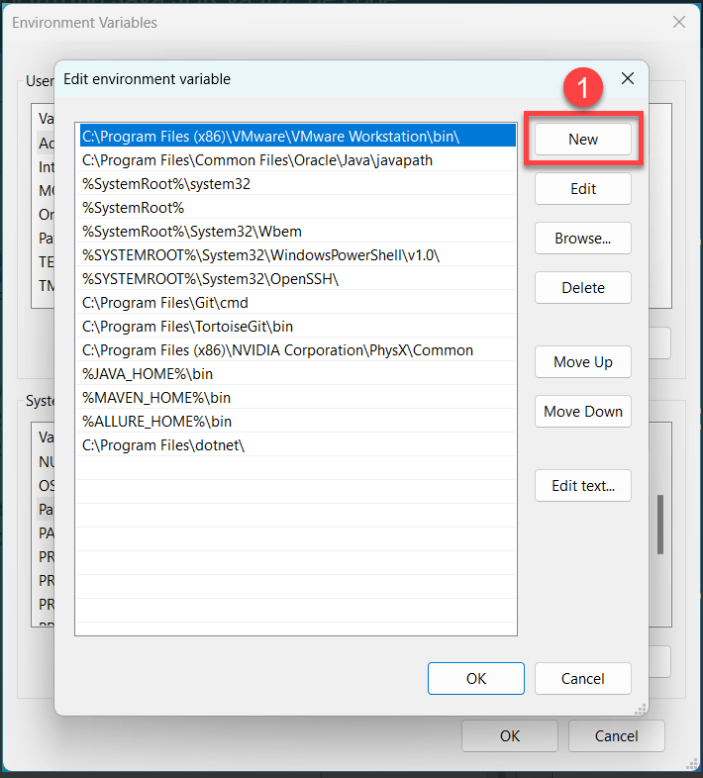 Environment Variables
User
Edit environment variable
1
Va
Ac
Int
MO
On
Pa
TE
TM
C:\Program Files (x86)\VMware\VMware Workstation\bin\
C:\Program Files\Common Files\Oracle\Java\javapath
%SystemRoot%\system32
%SystemRoot%
%SystemRoot%\System32\Wbem
%SYSTEMROOT%\System32\WindowsPowerShell\v1.0\
%SYSTEMROOT%\System32\OpenSSH\
C:\Program Files\Git\cmd
C:\Program Files\TortoiseGit\bin
C:\Program Files (x86)\NVIDIA Corporation\PhysX\Common
%JAVA_HOME%\bin
%MAVEN_HOME%\bin
%ALLURE_HOME%\bin
C:\Program Files\dotnet\
New
Edit
Browse...
Delete
Move Up
Move Down
Edit text...
Syste
Va
NU
OS
Pa
PA
PR
PR
PR
OK
Cancel
OK
Cancel